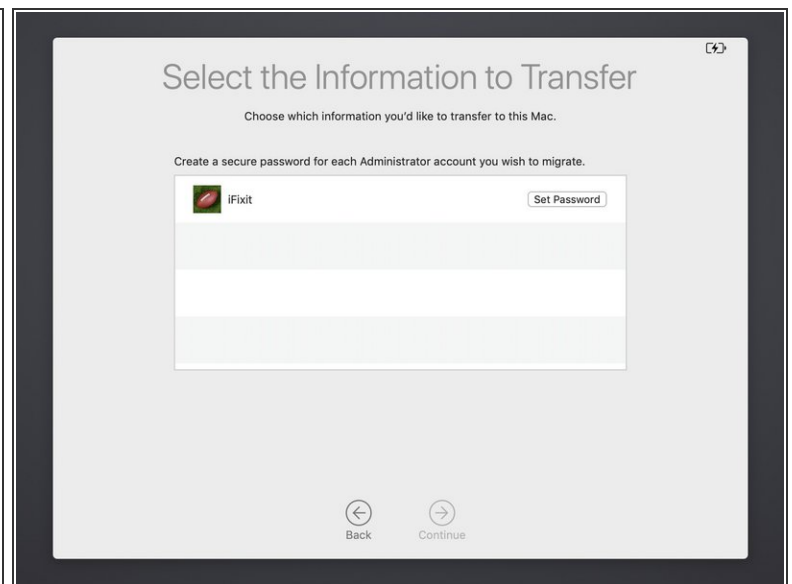 Select the Information to Transfer
Choose which information you'd like to transfer to this Mac.
Create a secure password for each Administrator account you wish to migrate.
iFixit Set Password
Back Continue